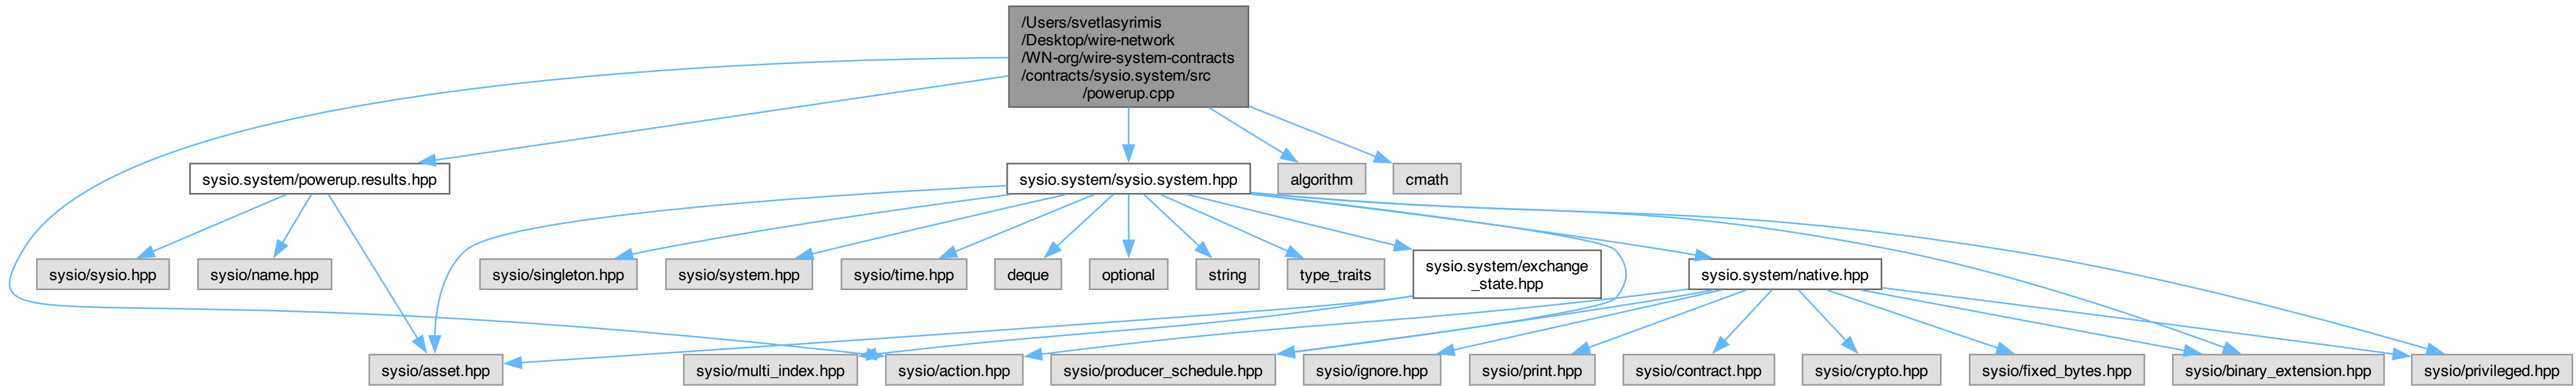 /Users/svetlasyrimis
/Desktop/wire-network
/WN-org/wire-system-contracts
/contracts/sysio.system/src
/powerup.cpp
sysio.system/powerup.results.hpp
sysio.system/sysio.system.hpp
algorithm
cmath
sysio/sysio.hpp
sysio/name.hpp
sysio/singleton.hpp
sysio/system.hpp
sysio/time.hpp
deque
optional
string
type_traits
sysio.system/exchange
_state.hpp
sysio.system/native.hpp
sysio/asset.hpp
sysio/multi_index.hpp
sysio/action.hpp
sysio/producer_schedule.hpp
sysio/ignore.hpp
sysio/print.hpp
sysio/contract.hpp
sysio/crypto.hpp
sysio/fixed_bytes.hpp
sysio/binary_extension.hpp
sysio/privileged.hpp